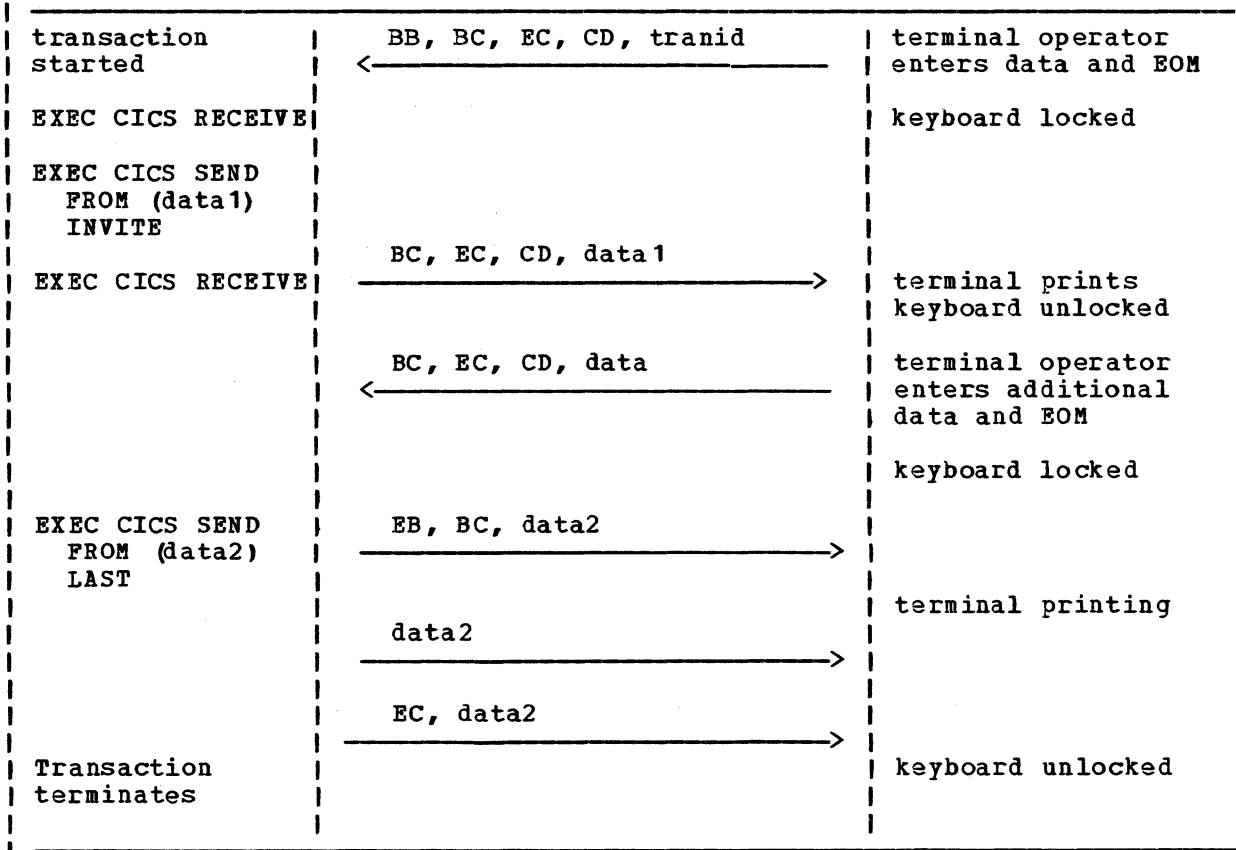 transaction BB, BC, EC, CD, tranid terminal operator
started enters data and EOM
EXEC CICS RECEIVE keyboard locked
EXEC CICS SEND
FROM (data1)
INVITE
BC, EC, CD, data1
EXEC CICS RECEIVE terminal prints
keyboard unlocked
BC, EC, CD, data terminal operator
enters additional
data and EOM
keyboard locked
EXEC CICS SEND EB, BC, data2
FROM (data2)
LAST
terminal printing
data2
EC, data2
Transaction keyboard unlocked
terminates